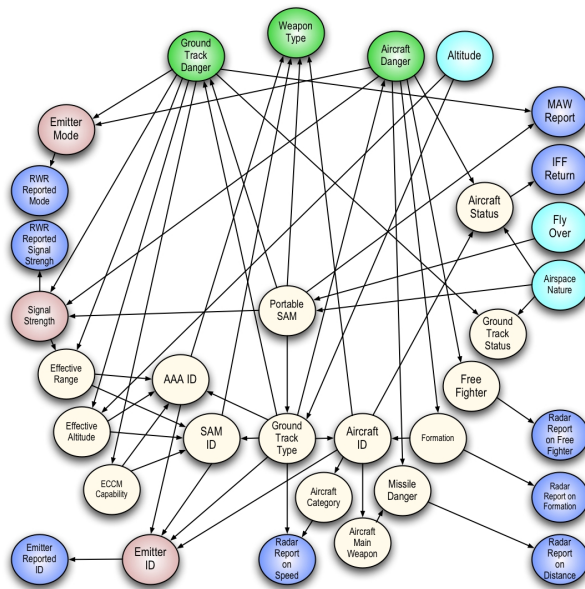 Weapon
Type
Ground
Track
Danger
Aircraft
Danger
Altitude
Emitter
Mode
MAW
Report
RWR
Reported
Mode
IFF
Return
Aircraft
Status
RWR
Reported
Signal
Strengh
Fly
Over
Airspace
Nature
Signal
Strength
Portable
SAM
Ground
Track
Status
Effective
Range
AAA ID
Free
Fighter
Effective
Altitude
SAM
ID
Ground
Track
Type
Aircraft
ID
Formation
Radar
Report
on Free
Fighter
ECCM
Capability
Aircraft
Category
Missile
Danger
Radar
Report on
Formation
Emitter
Reported
ID
Emitter
ID
Radar
Report
on
Speed
Aircraft
Main
Weapon
Radar
Report
on
Distance